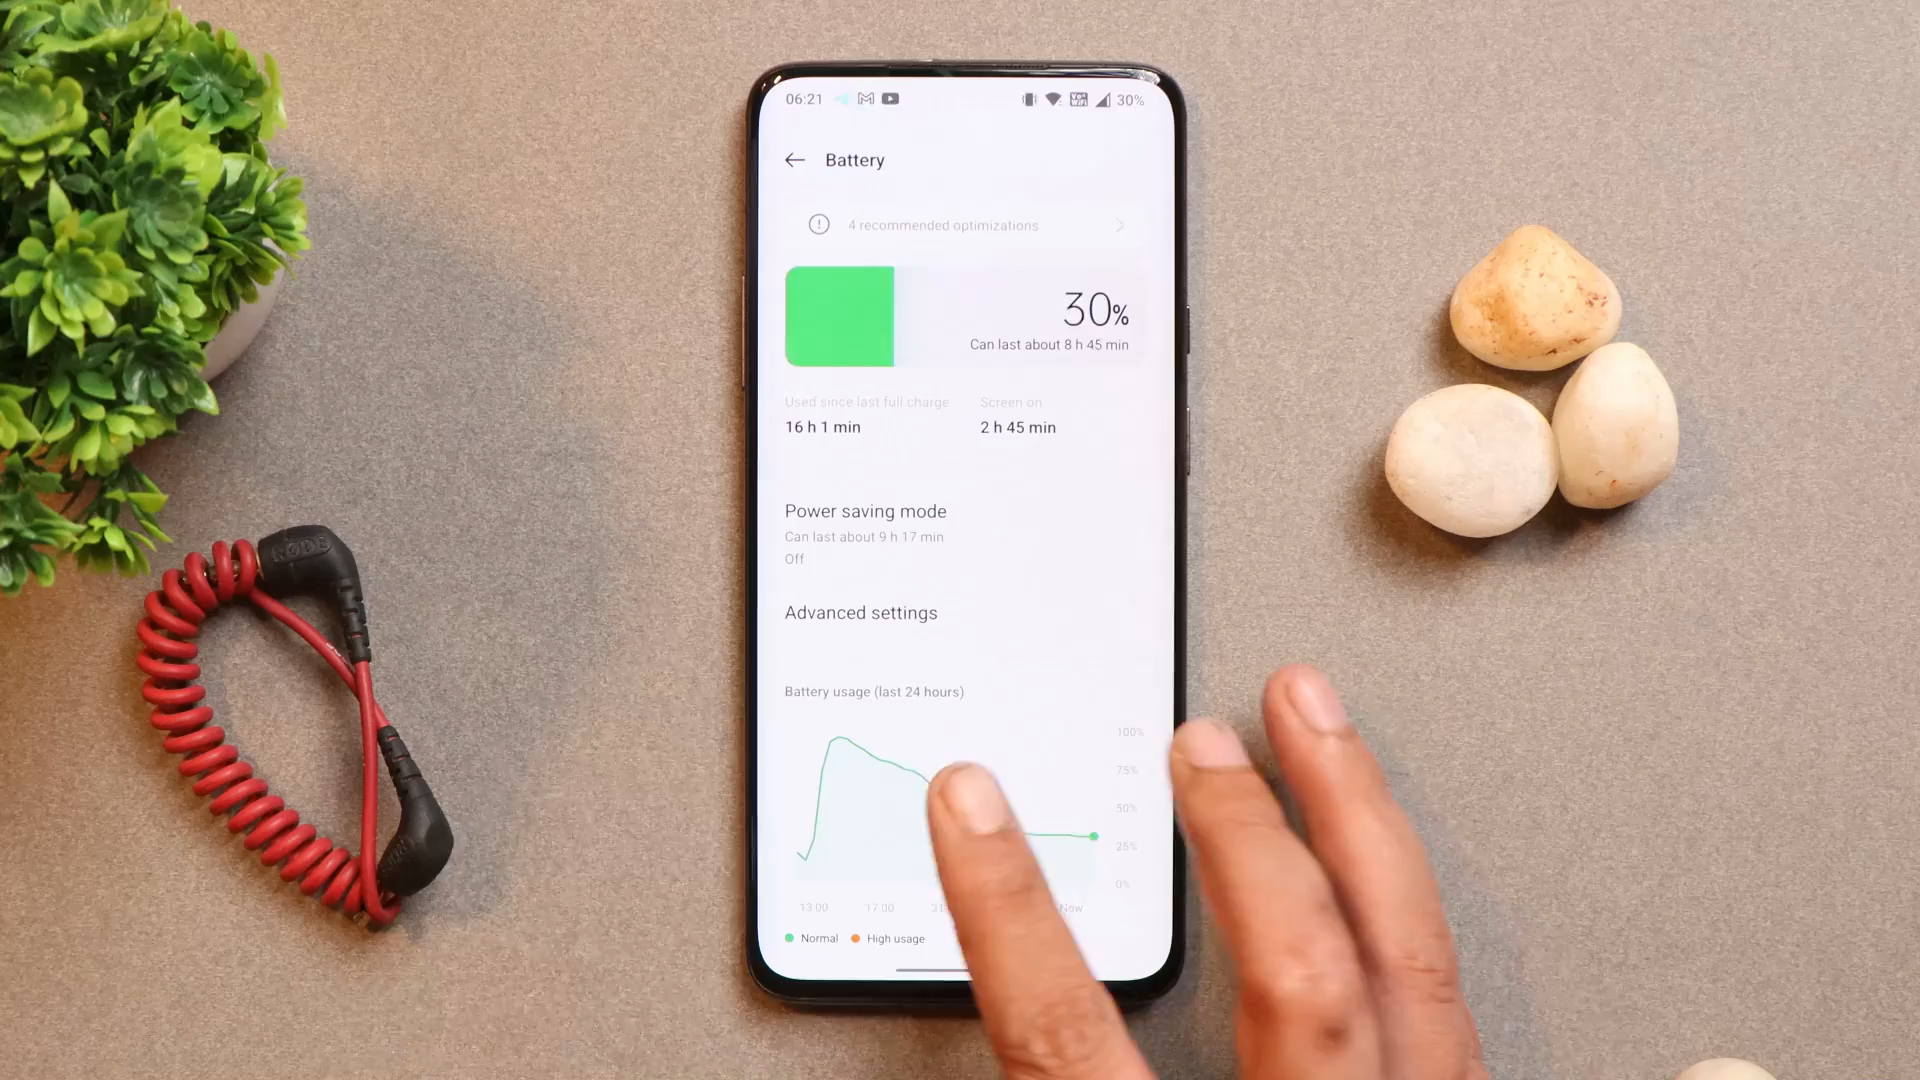 06:21 30%
Battery
4 recommended optimizations
30%
Can last about 8 h 45 min
Used since last full charge Screen on
16 h 1 min 2 h 45 min
Power saving mode
Can last about 9 h 17 min
Off
Advanced settings
Battery usage (last 24 hours)
100%
75%
50%
25%
0%
13:00 17:00 Now
Normal High usage
RODE